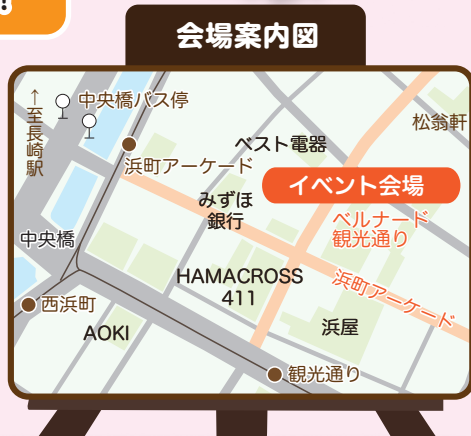 !
会場案内図
↑至長崎駅
中央橋バス停
松翁軒
ベスト電器
浜町アーケード
イベント会場
みずほ
銀行
ベルナード
観光通り
中央橋
HAMACROSS
411
浜町アーケード
西浜町
浜屋
AOKI
観光通り